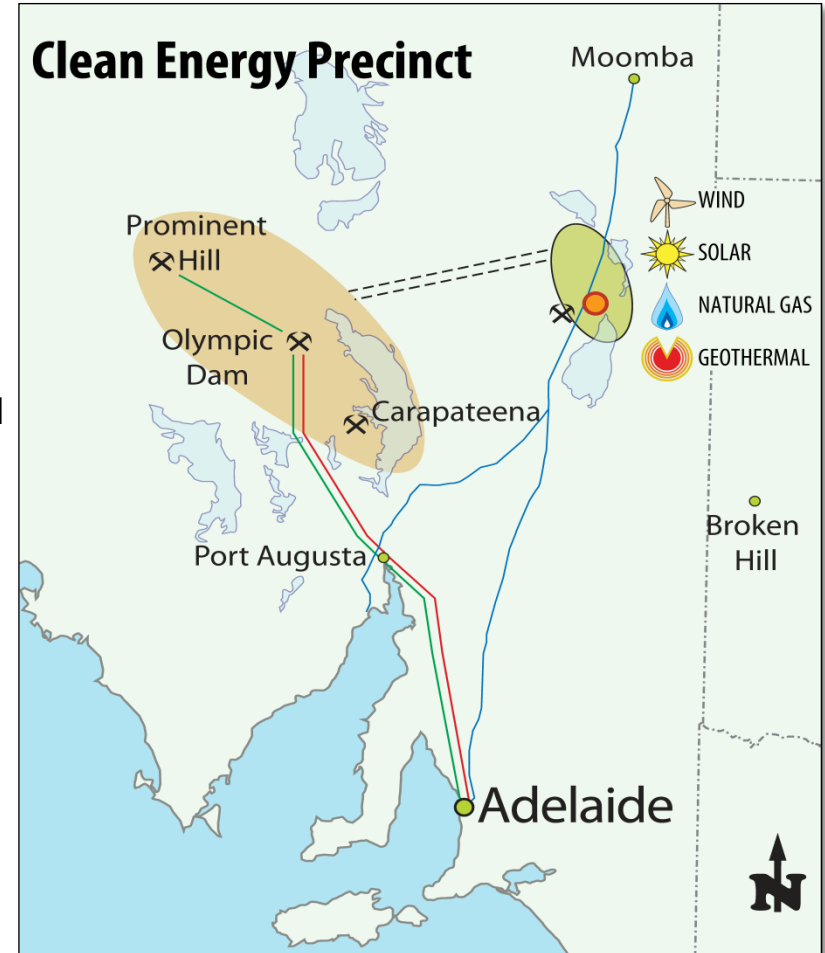 Clean Energy Precinct
Moomba
WIND
Prominent
Hill
SOLAR
NATURAL GAS
Olympic
Dam
GEOTHERMAL
Carapateena
Broken
Hill
Port Augusta
Adelaide
N